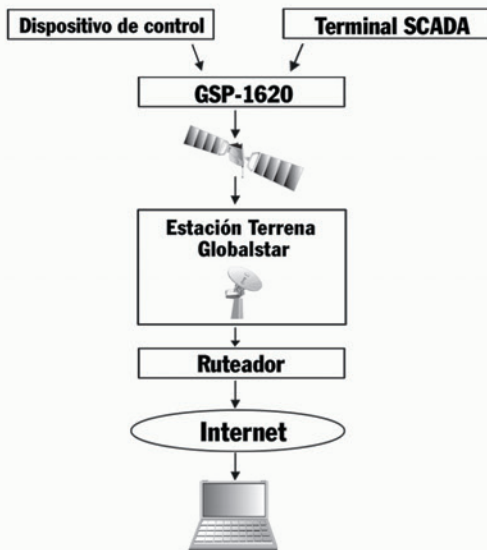 Dispositivo de control
Terminal SCADA
GSP-1620
Estación Terrena
Globalstar
Ruteador
Internet